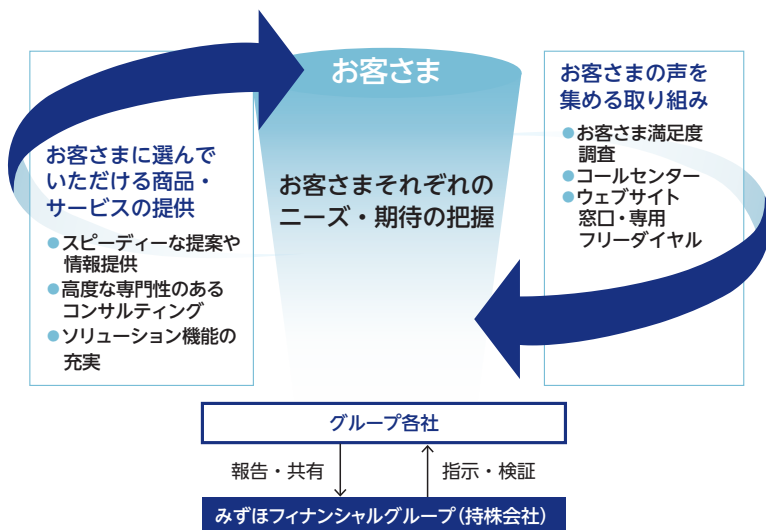 お客さま
お客さまそれぞれの
ニーズ・期待の把握
お客さまに選んで
いただける商品・
サービスの提供
●スピーディーな提案や
情報提供
●高度な専門性のある
コンサルティング
●ソリューション機能の
充実
お客さまの声を
集める取り組み
●お客さま満足度
調査
●コールセンター
●ウェブサイト
窓口・専用
フリーダイヤル
グループ各社
報告・共有
指示・検証
みずほフィナンシャルグループ(持株会社)